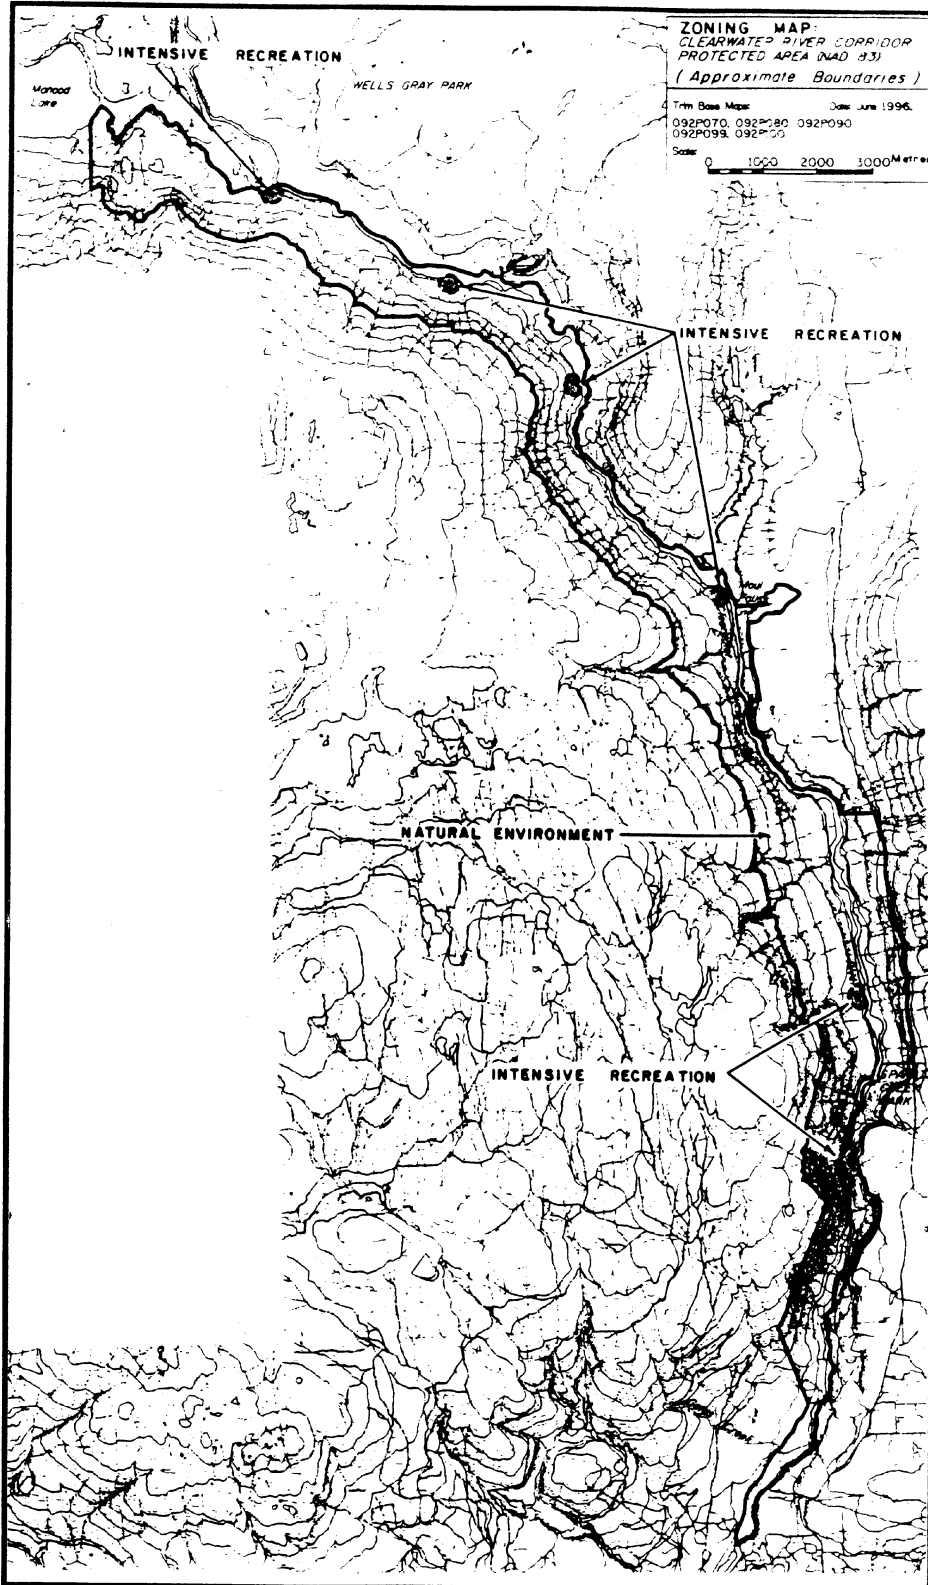 ZONING MAP:
CLEARWATER RIVER CORRIDOR
PROTECTED AREA (NAD 83)
( Approximate Boundaries )
Trim Base Maps: Date: June 1996.
092P070, 092P080 092P090
092P099,
Scale:
0 1000 2000 3000 Metres
INTENSIVE RECREATION
WELLS GRAY PARK
Lake
INTENSIVE RECREATION
NATURAL ENVIRONMENT
INTENSIVE RECREATION
PARK